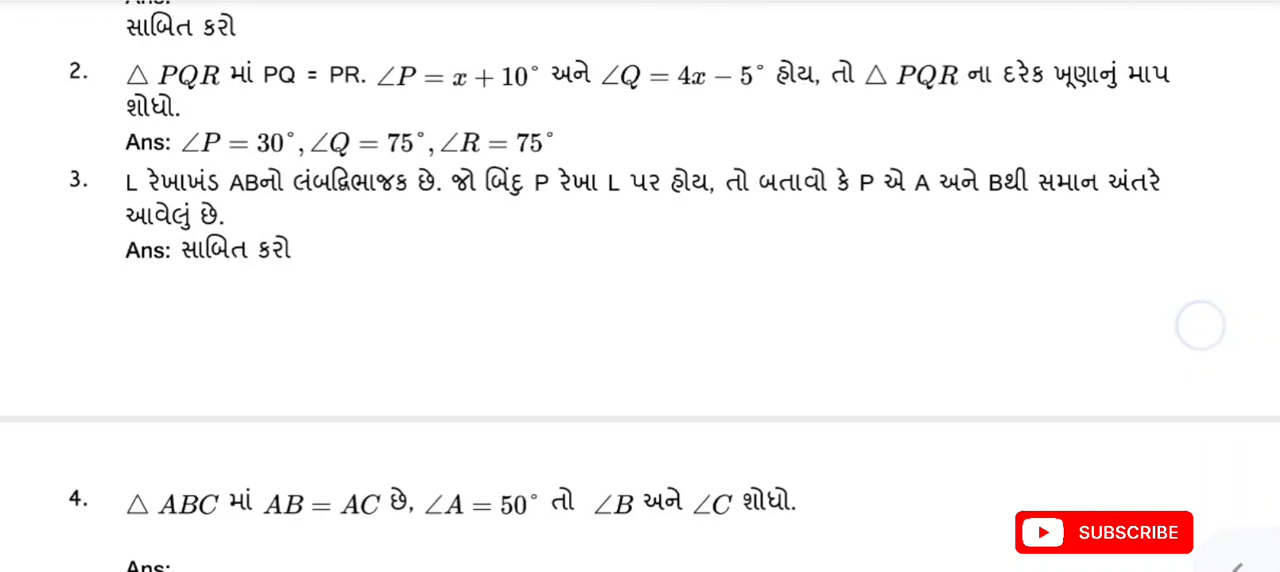 Ans:
સાબિત કરો
2. △ PQR માં PQ = PR. ∠P = x + 10° અને ∠Q = 4x − 5° હોય, તો △ PQR ના દરેક ખૂણાનું માપ
શોધો.
Ans: ∠P = 30°, ∠Q = 75°, ∠R = 75°
3. L રેખાખંડ ABનો લંબદ્વિભાજક છે. જો બિંદુ P રેખા L પર હોય, તો બતાવો કે P એ A અને Bથી સમાન અંતરે
આવેલું છે.
Ans: સાબિત કરો
4. △ ABC માં AB = AC છે, ∠A = 50° તો ∠B અને ∠C શોધો.
SUBSCRIBE
Ans: